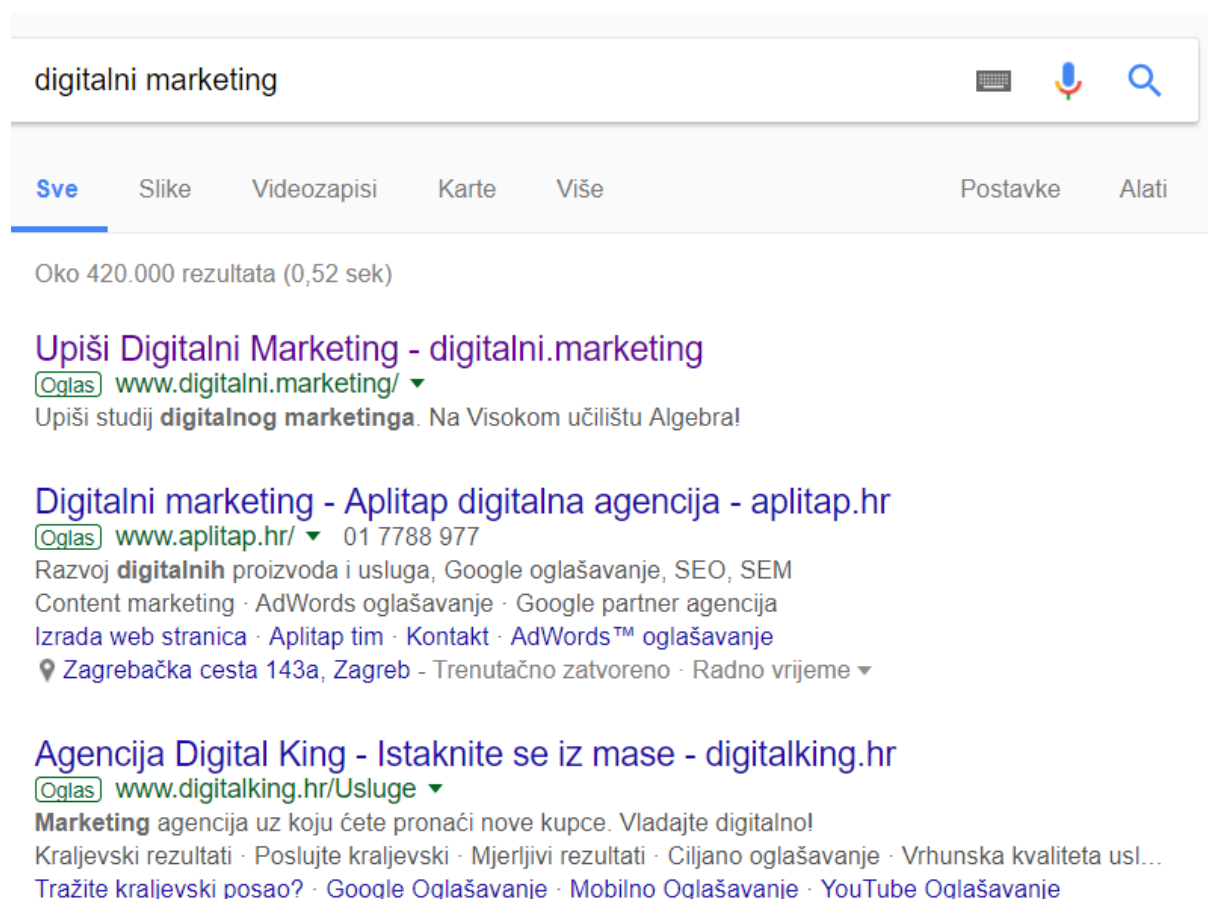 digitalni marketing
Sve Slike Videozapisi Karte Više Postavke Alati
Oko 420.000 rezultata (0,52 sek)
Upiši Digitalni Marketing - digitalni.marketing
Oglas www.digitalni.marketing/
Upiši studij digitalnog marketinga. Na Visokom učilištu Algebra!
Digitalni marketing - Aplitap digitalna agencija - aplitap.hr
Oglas www.aplitap.hr/ 01 7788 977
Razvoj digitalnih proizvoda i usluga, Google oglašavanje, SEO, SEM
Content marketing · AdWords oglašavanje · Google partner agencija
Izrada web stranica · Aplitap tim · Kontakt · AdWords™ oglašavanje
Zagrebačka cesta 143a, Zagreb - Trenutačno zatvoreno · Radno vrijeme
Agencija Digital King - Istaknite se iz mase - digitalking.hr
Oglas www.digitalking.hr/Usluge
Marketing agencija uz koju ćete pronaći nove kupce. Vladajte digitalno!
Kraljevski rezultati · Poslujte kraljevski · Mjerljivi rezultati · Ciljano oglašavanje · Vrhunska kvaliteta usl...
Tražite kraljevski posao? · Google Oglašavanje · Mobilno Oglašavanje · YouTube Oglašavanje